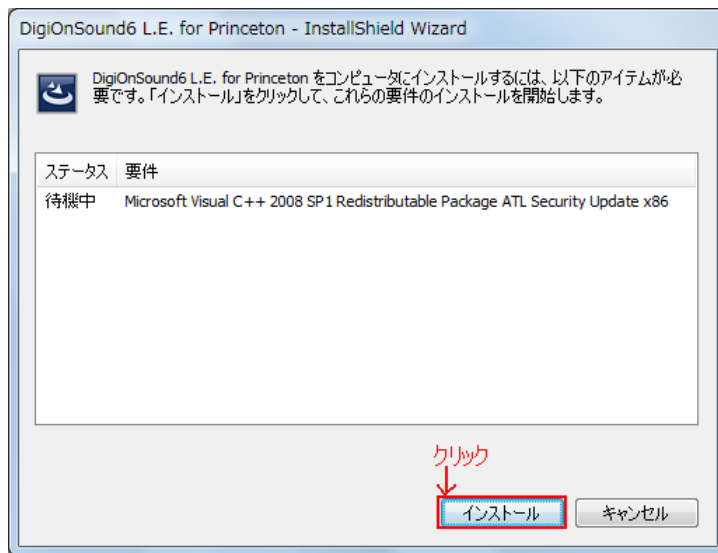 DigiOnSound6 L.E. for Princeton - InstallShield Wizard
DigiOnSound6 L.E. for Princeton をコンピュータにインストールするには、以下のアイテムが必
要です。「インストール」をクリックして、これらの要件のインストールを開始します。
ステータス 要件
待機中 Microsoft Visual C++ 2008 SP1 Redistributable Package ATL Security Update x86
クリック
インストール キャンセル